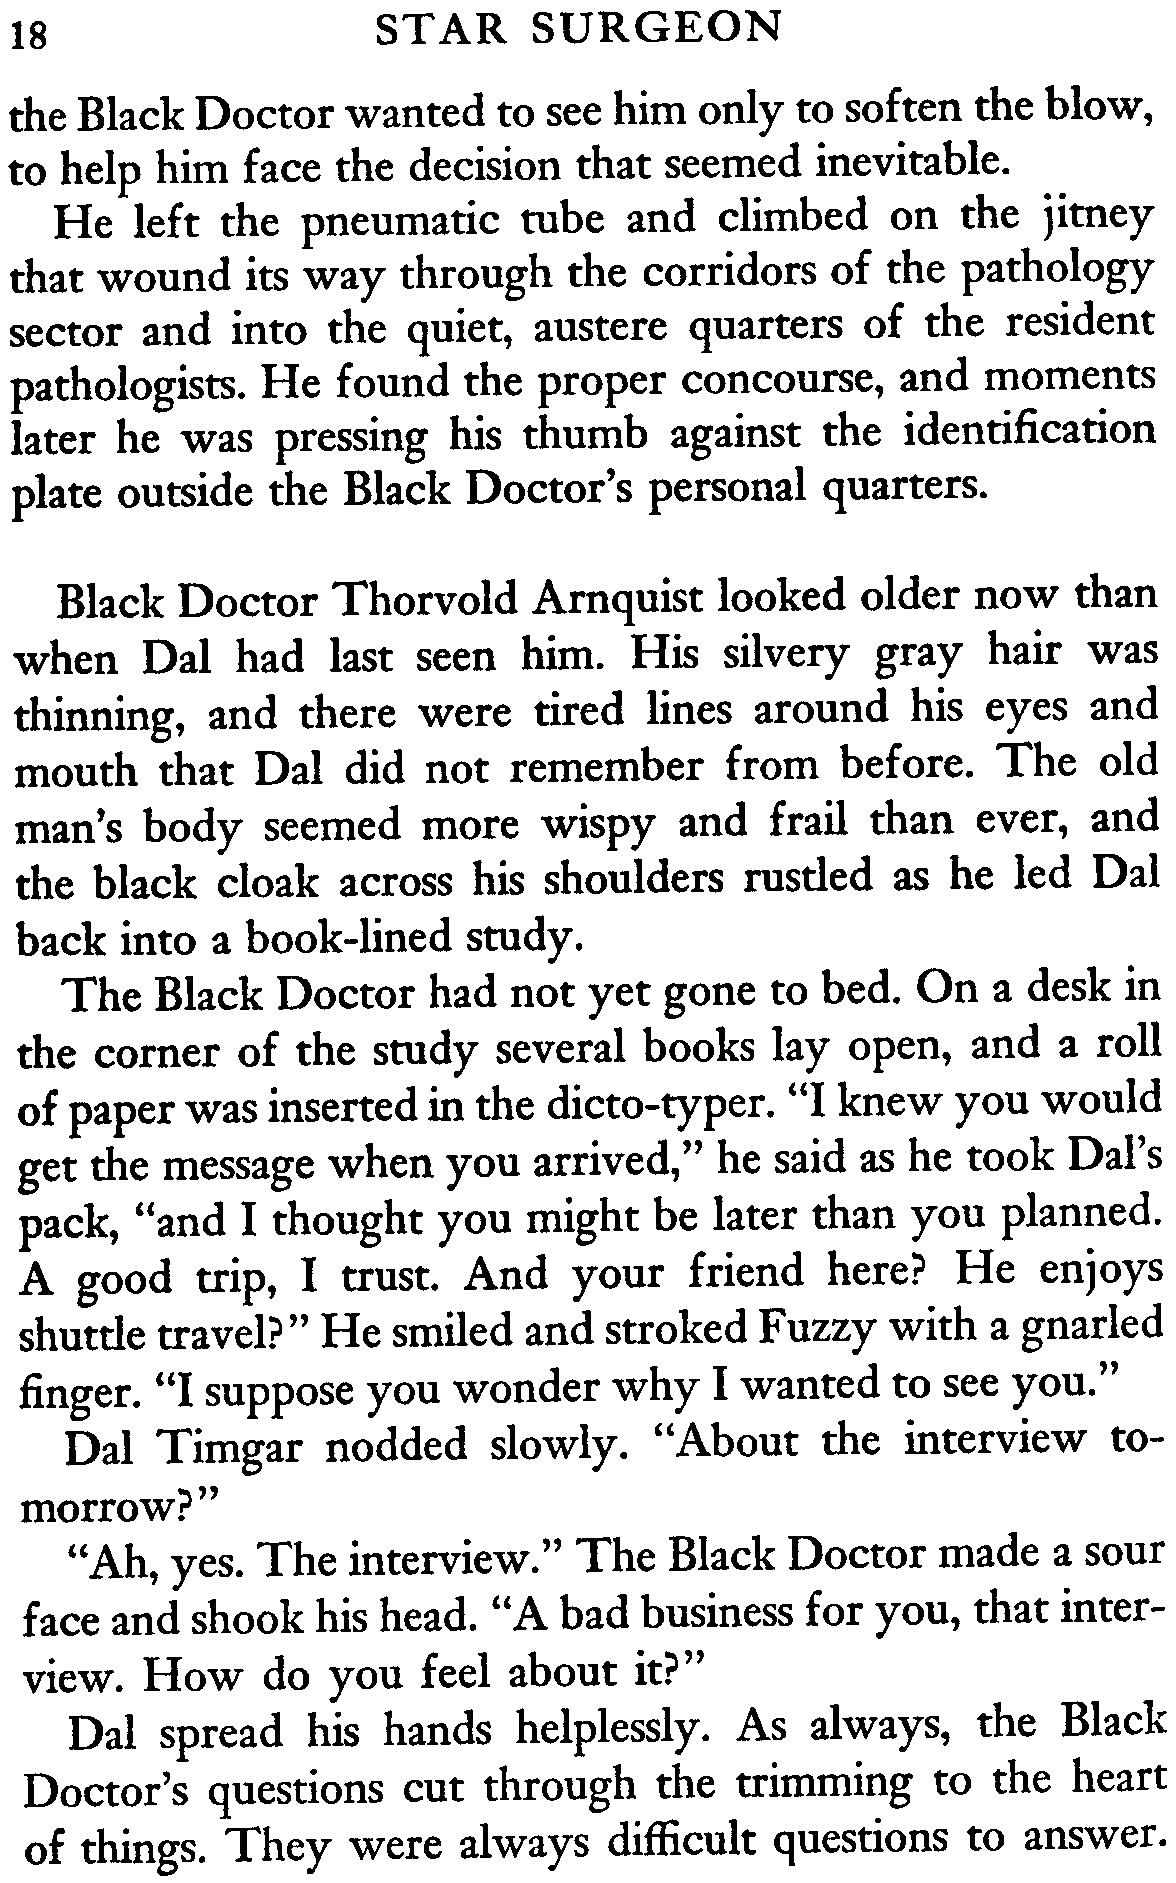 18 STAR SURGEON
the Black Doctor wanted to see him only to soften the blow,
to help him face the decision that seemed inevitable.
He left the pneumatic tube and climbed on the jitney
that wound its way through the corridors of the pathology
sector and into the quiet, austere quarters of the resident
pathologists. He found the proper concourse, and moments
later he was pressing his thumb against the identification
plate outside the Black Doctor's personal quarters.
Black Doctor Thorvold Arnquist looked older now than
when Dal had last seen him. His silvery gray hair was
thinning, and there were tired lines around his eyes and
mouth that Dal did not remember from before. The old
man's body seemed more wispy and frail than ever, and
the black cloak across his shoulders rustled as he led Dal
back into a book-lined study.
The Black Doctor had not yet gone to bed. On a desk in
the corner of the study several books lay open, and a roll
of paper was inserted in the dicto-typer. “I knew you would
get the message when you arrived,” he said as he took Dal's
pack, “and I thought you might be later than you planned.
A good trip, I trust. And your friend here? He enjoys
shuttle travel?” He smiled and stroked Fuzzy with a gnarled
finger. “I suppose you wonder why I wanted to see you.”
Dal Timgar nodded slowly. “About the interview to-
morrow?”
“Ah, yes. The interview.” The Black Doctor made a sour
face and shook his head. “A bad business for you, that inter-
view. How do you feel about it?”
Dal spread his hands helplessly. As always, the Black
Doctor's questions cut through the trimming to the heart
of things. They were always difficult questions to answer.